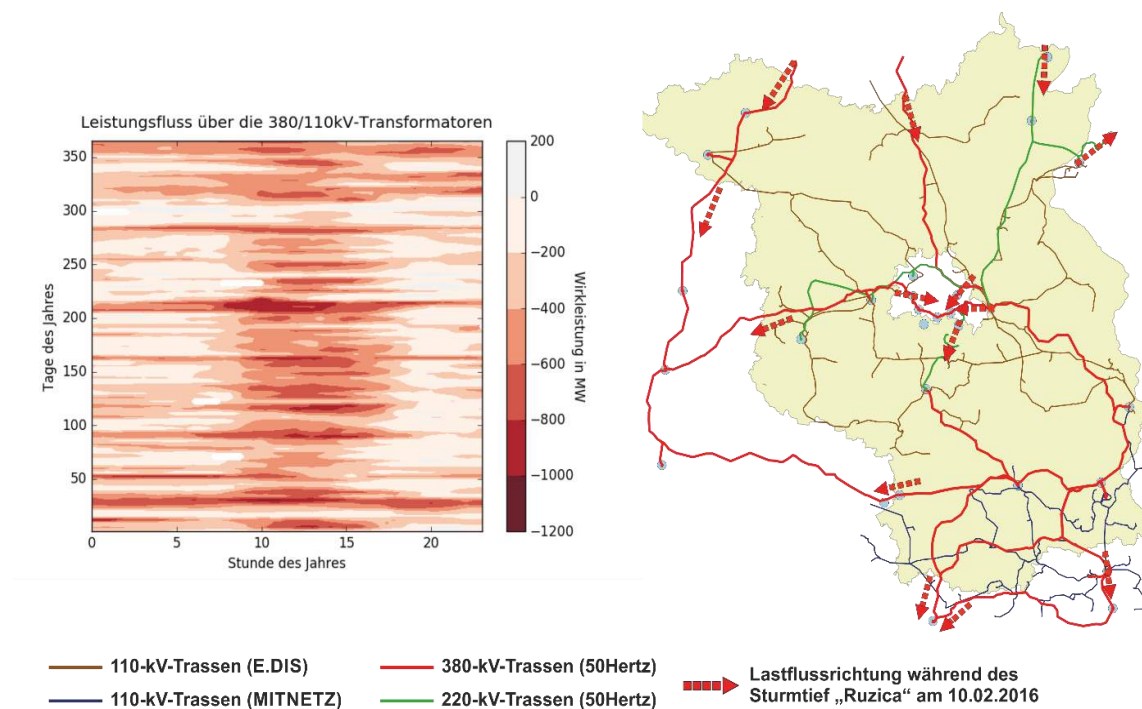 Leistungsfluss über die 380/110kV-Transformatoren
350
300
250
200
150
100
50
0
5
10
15
20
Tage des Jahres
Stunde des Jahres
200
0
−200
−400
−600
−800
−1000
−1200
Wirkleistung in MW
110-kV-Trassen (E.DIS)
380-kV-Trassen (50Hertz)
Lastflussrichtung während des
Sturmtief „Ruzica“ am 10.02.2016
110-kV-Trassen (MITNETZ)
220-kV-Trassen (50Hertz)